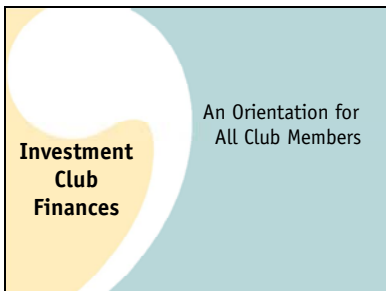 Investment
Club
Finances
An Orientation for
All Club Members